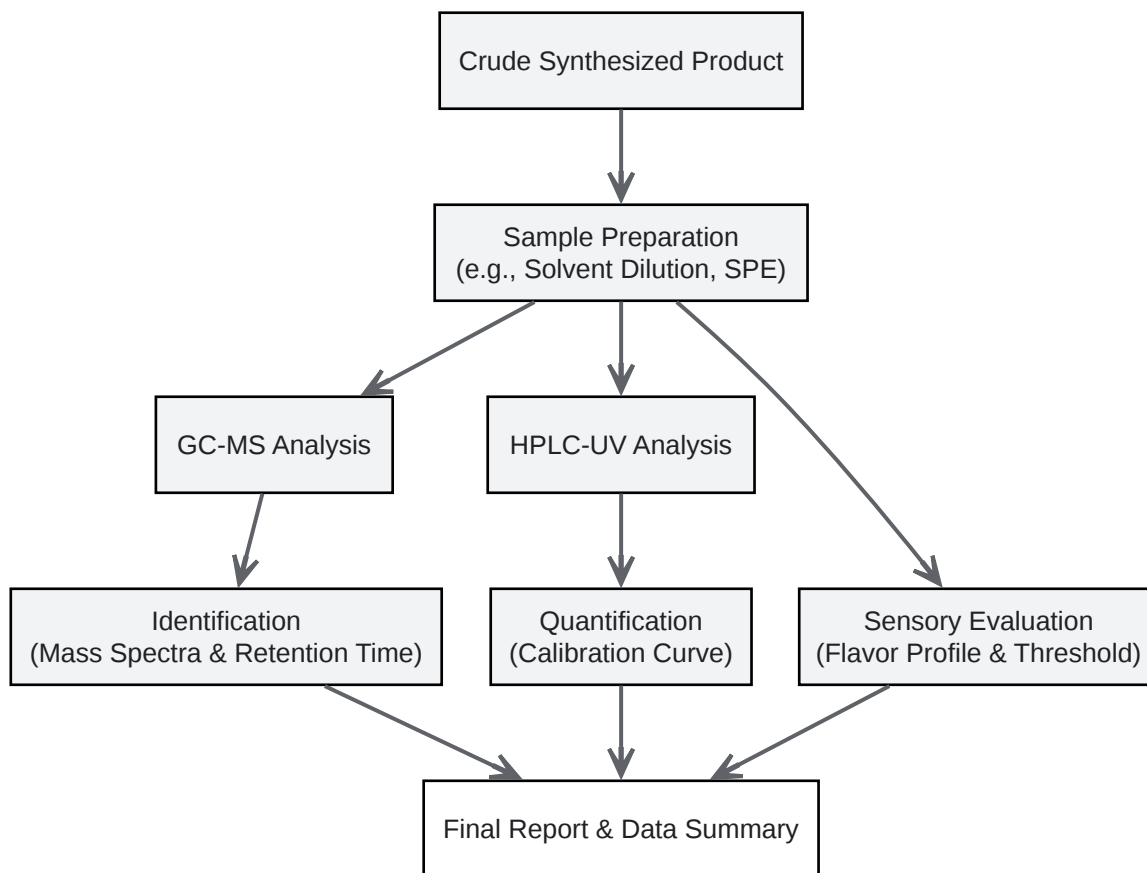 Crude Synthesized Product
Sample Preparation
(e.g., Solvent Dilution, SPE)
GC-MS Analysis
HPLC-UV Analysis
Identification
(Mass Spectra & Retention Time)
Quantification
(Calibration Curve)
Sensory Evaluation
(Flavor Profile & Threshold)
Final Report & Data Summary